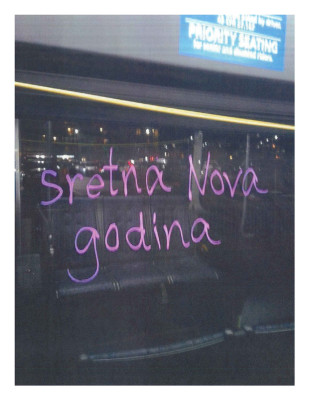 PRIORITY SEATING
for senior and disabled riders.
sretna Nova
godina